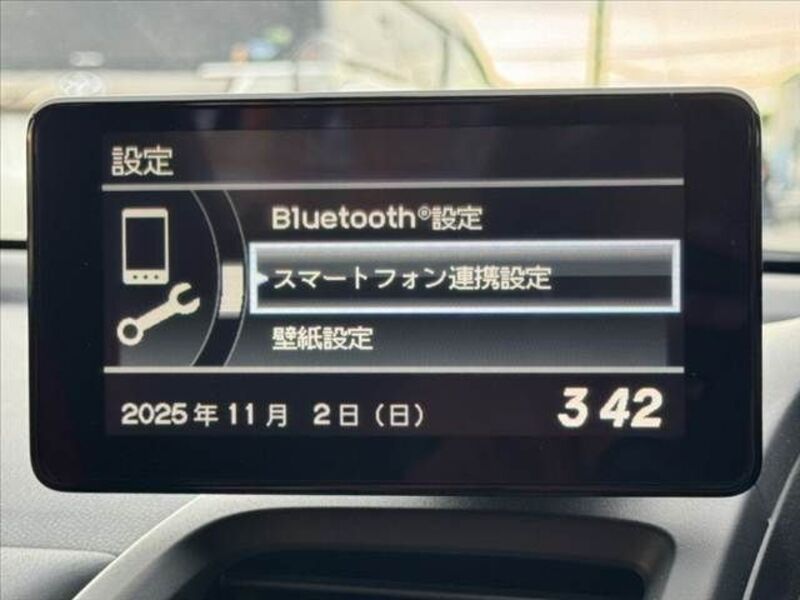 設定
Bluetooth®設定
スマートフォン連携設定
壁紙設定
2025年11月 2日（日） 3 42